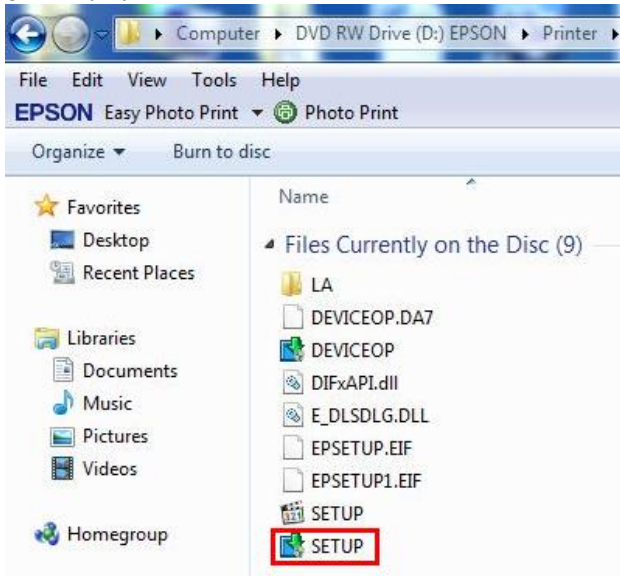 Computer ▸ DVD RW Drive (D:) EPSON ▸ Printer ▸
File Edit View Tools Help
EPSON Easy Photo Print Photo Print
Organize Burn to disc
Name
Favorites
Desktop
Recent Places
Libraries
Documents
Music
Pictures
Videos
Homegroup
Files Currently on the Disc (9)
LA
DEVICEOP.DA7
DEVICEOP
DIFxAPI.dll
E_DLSDLG.DLL
EPSETUP.EIF
EPSETUP1.EIF
SETUP
SETUP